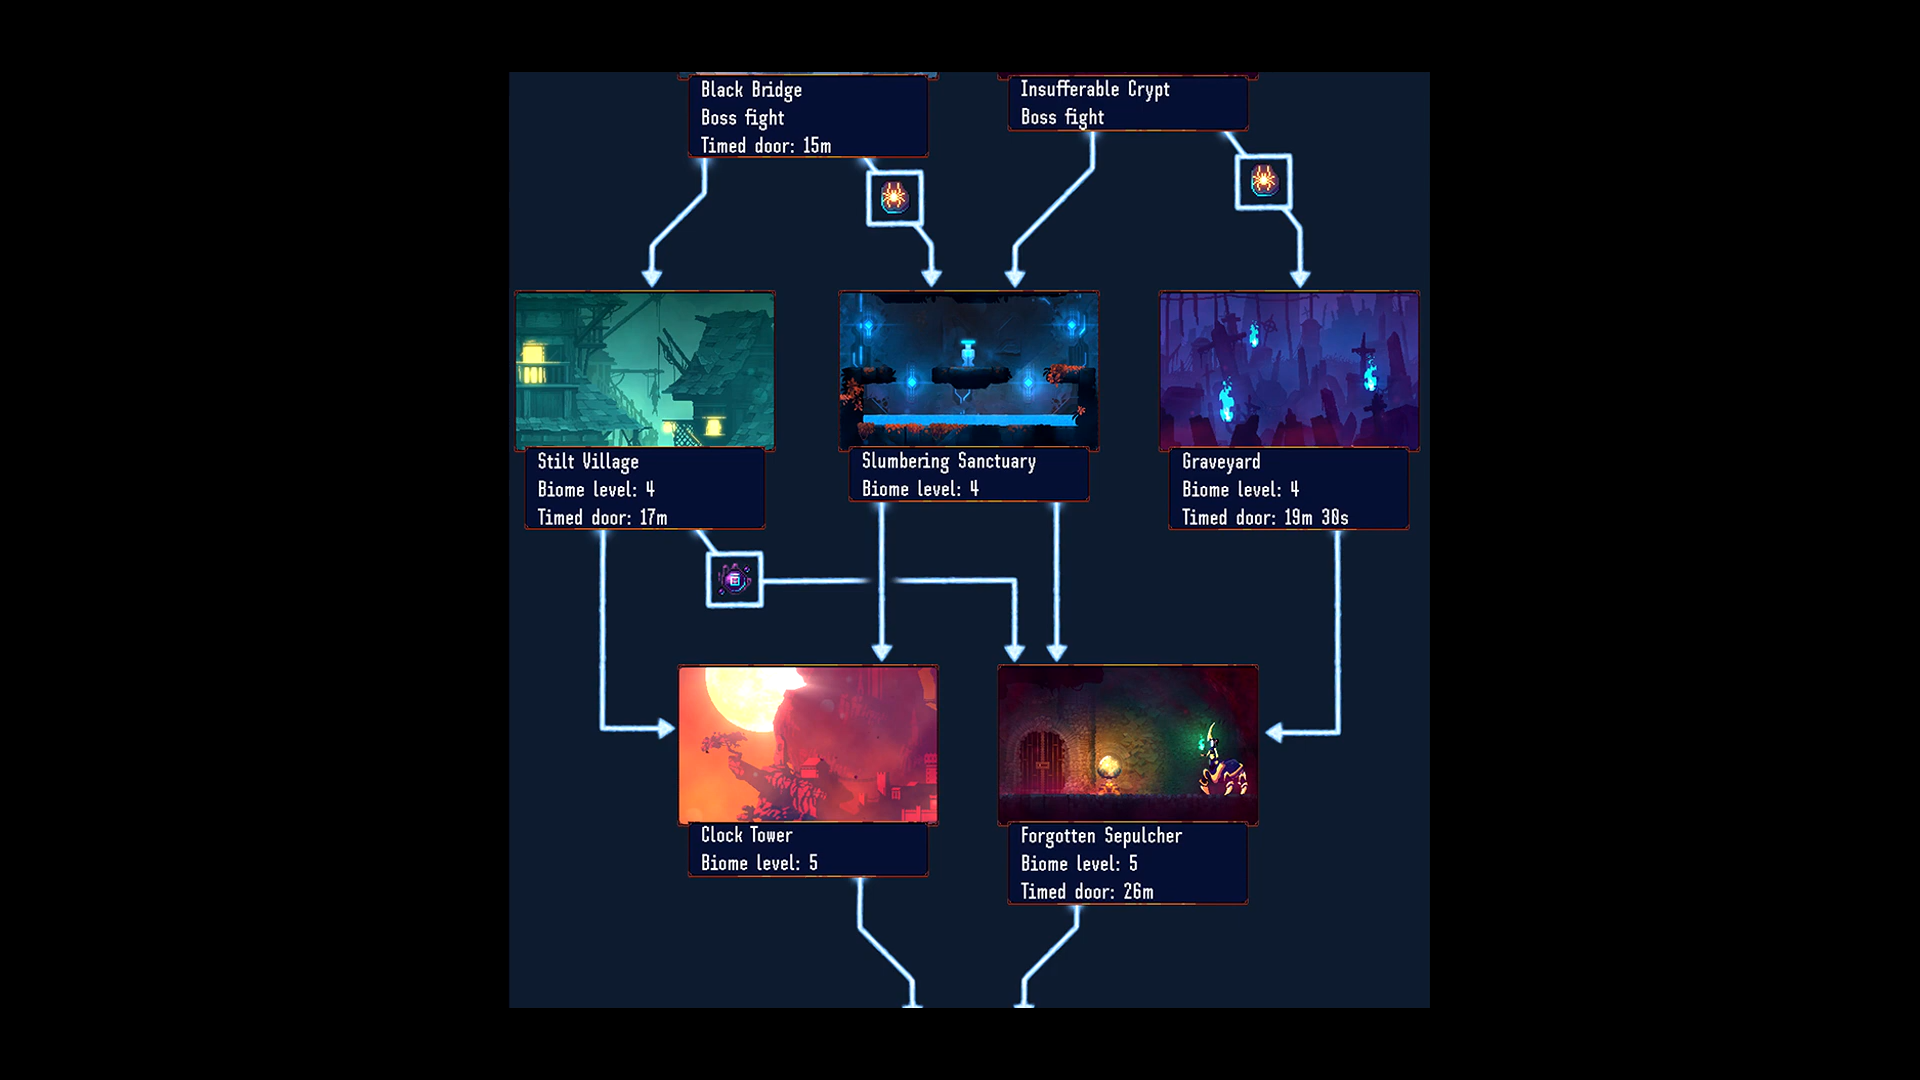 Black Bridge
Boss fight
Timed door: 15m
Insufferable Crypt
Boss fight
Stilt Village
Biome level: 4
Timed door: 17m
Slumbering Sanctuary
Biome level: 4
Graveyard
Biome level: 4
Timed door: 19m 30s
Clock Tower
Biome level: 5
Forgotten Sepulcher
Biome level: 5
Timed door: 26m